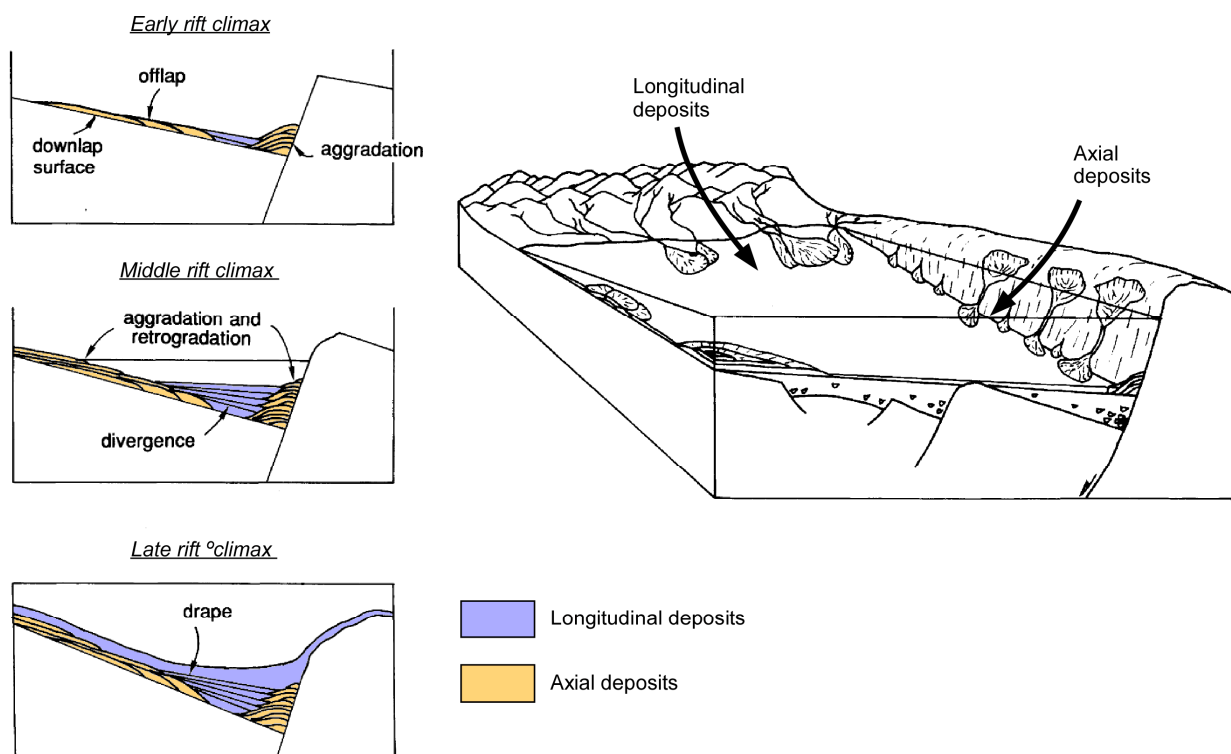 Early rift climax
offlap
downlap
surface
aggradation
Middle rift climax
aggradation and
retrogradation
divergence
Late rift ºclimax
drape
Longitudinal
deposits
Axial
deposits
Longitudinal deposits
Axial deposits